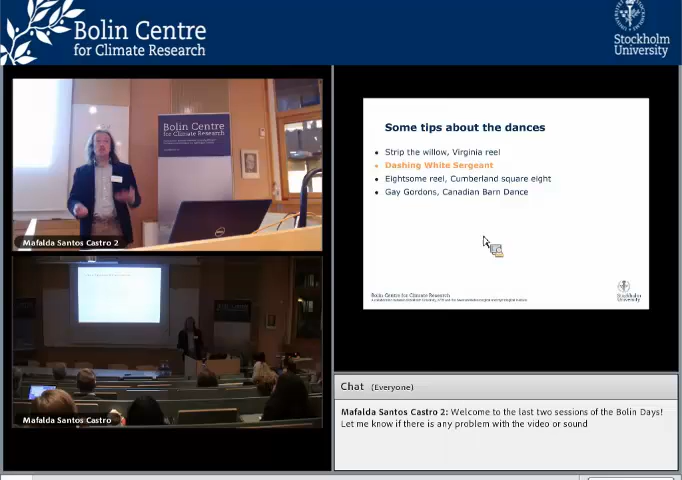 Bolin Centre
for Climate Research
Stockholm
University
Bolin Centre
for Climate Research
Mafalda Santos Castro 2
Mafalda Santos Castro
Some tips about the dances
• Strip the willow, Virginia reel
• Dashing White Sergeant
• Eightsome reel, Cumberland square eight
• Gay Gordons, Canadian Barn Dance
Bolin Centre for Climate Research
Stockholm
University
Chat (Everyone)
Mafalda Santos Castro 2: Welcome to the last two sessions of the Bolin Days!
Let me know if there is any problem with the video or sound